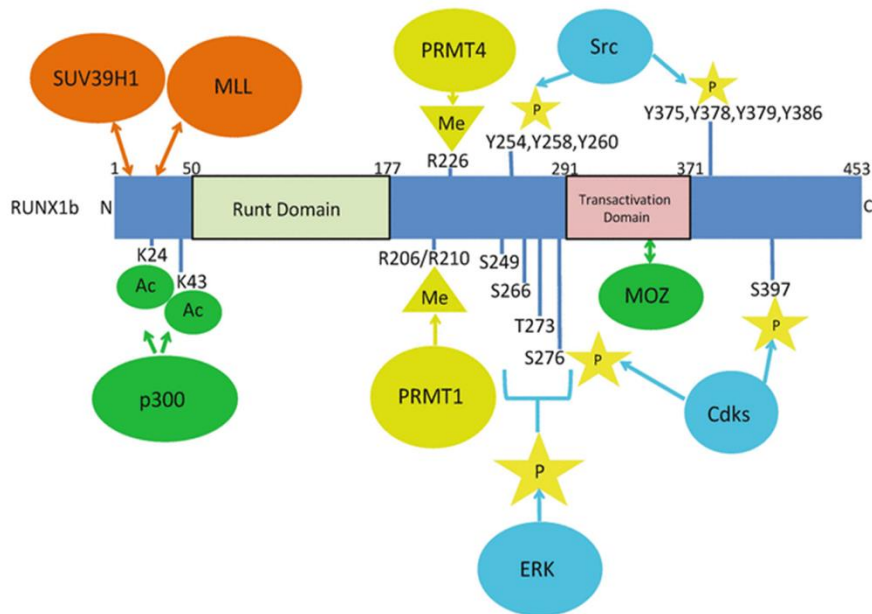 PRMT4
Src
SUV39H1
MLL
P
P
Me
Y375,Y378,Y379,Y386
Y254,Y258,Y260
R226
1
50
177
291
371
453
RUNX1b
N
Runt Domain
Transactivation
Domain
C
K24
K43
R206/R210
S249
S266
T273
S276
MOZ
S397
Ac
Ac
Me
P
P
p300
PRMT1
Cdks
P
ERK